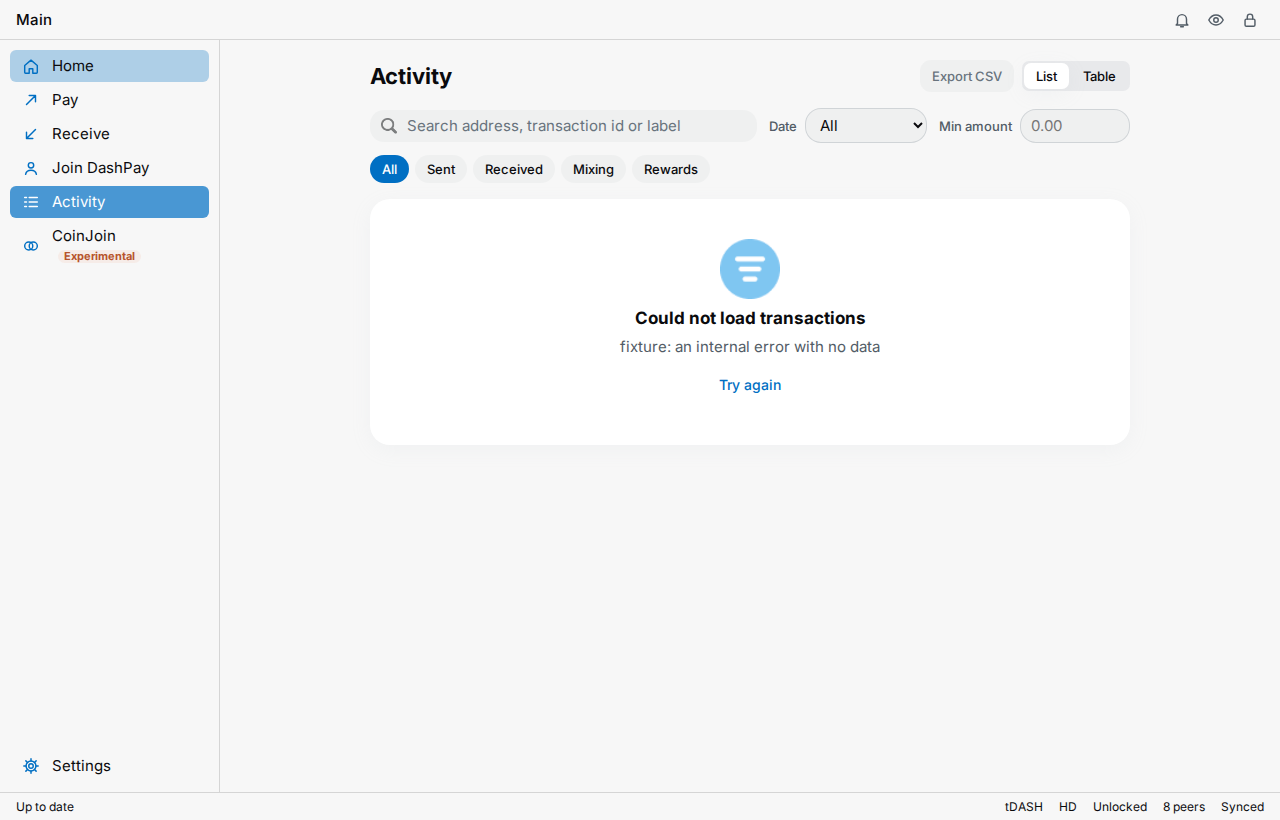 Main
Home
Pay
Receive
Join DashPay
Activity
CoinJoin
Experimental
Settings
Activity
Export CSV
List
Table
Search address, transaction id or label
Date
All
Min amount
0.00
All
Sent
Received
Mixing
Rewards
Could not load transactions
fixture: an internal error with no data
Try again
Up to date
tDASH
HD
Unlocked
8 peers
Synced